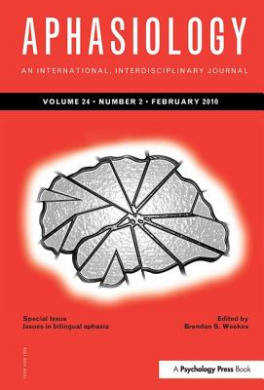 APHASIOLOGY
AN INTERNATIONAL, INTERDISCIPLINARY JOURNAL
VOLUME 24 • NUMBER 2 • FEBRUARY 2010
Special Issue
Issues in bilingual aphasia
Edited by
Brendan S. Weekes
A Psychology Press Book